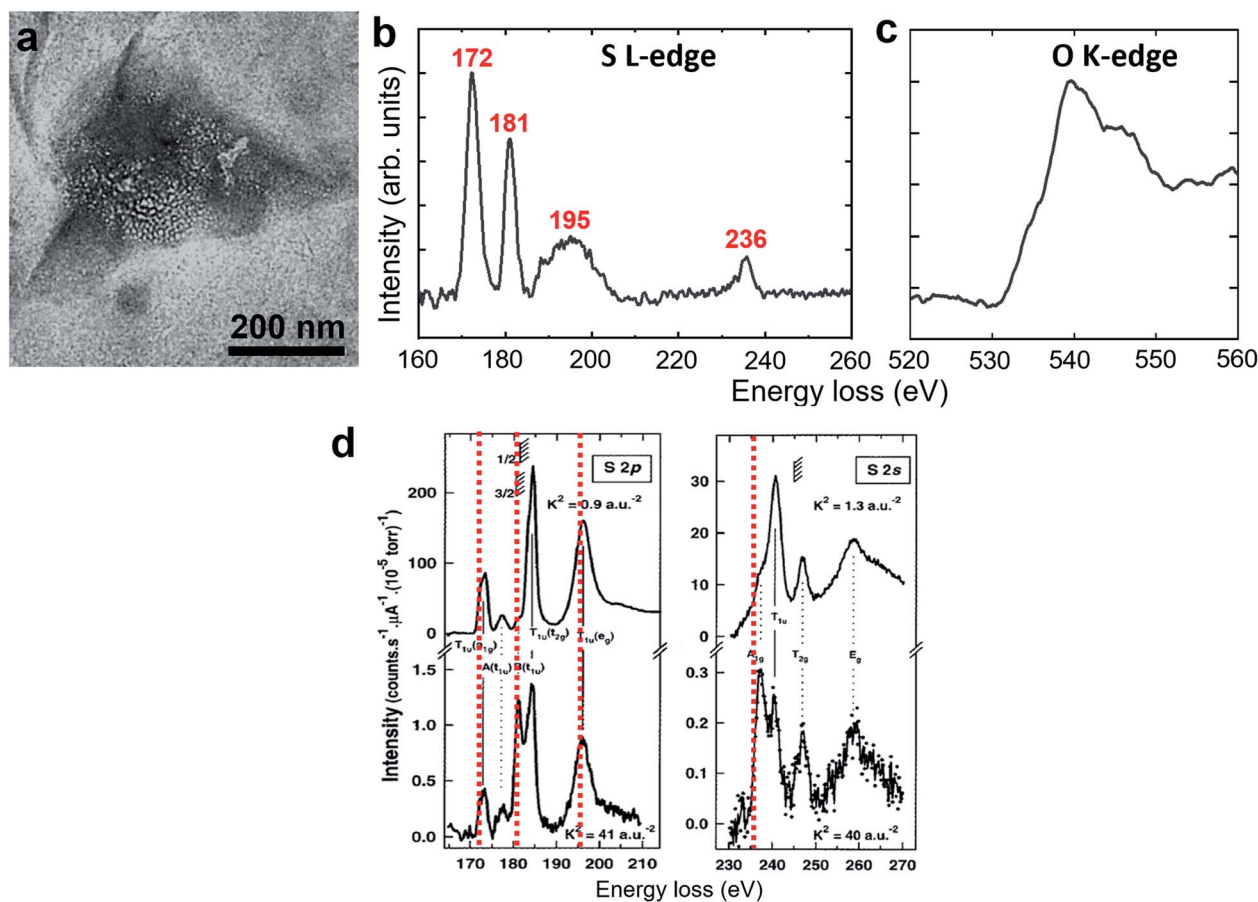 a
200 nm
b
S L-edge
172
181
195
236
Intensity (arb. units)
160 180 200 220 240 260
c
O K-edge
520 530 540 550 560
Energy loss (eV)
d
S 2p
1/2
3/2
K² = 0.9 a.u.⁻²
200
100
0
T₁ᵤ(t₂g)
T₁ᵤ(e_g)
A(t₁ᵤ)
B(t₁ᵤ)
1.5
1.0
0.5
0.0
K² = 41 a.u.⁻²
Intensity (counts.s⁻¹.µA⁻¹.(10⁻⁵ torr)⁻¹)
170 180 190 200 210
S 2s
K² = 1.3 a.u.⁻²
30
20
10
0
T₁ᵤ
A₁g
T₂g
E_g
0.3
0.2
0.1
0.0
K² = 40 a.u.⁻²
230 240 250 260 270
Energy loss (eV)